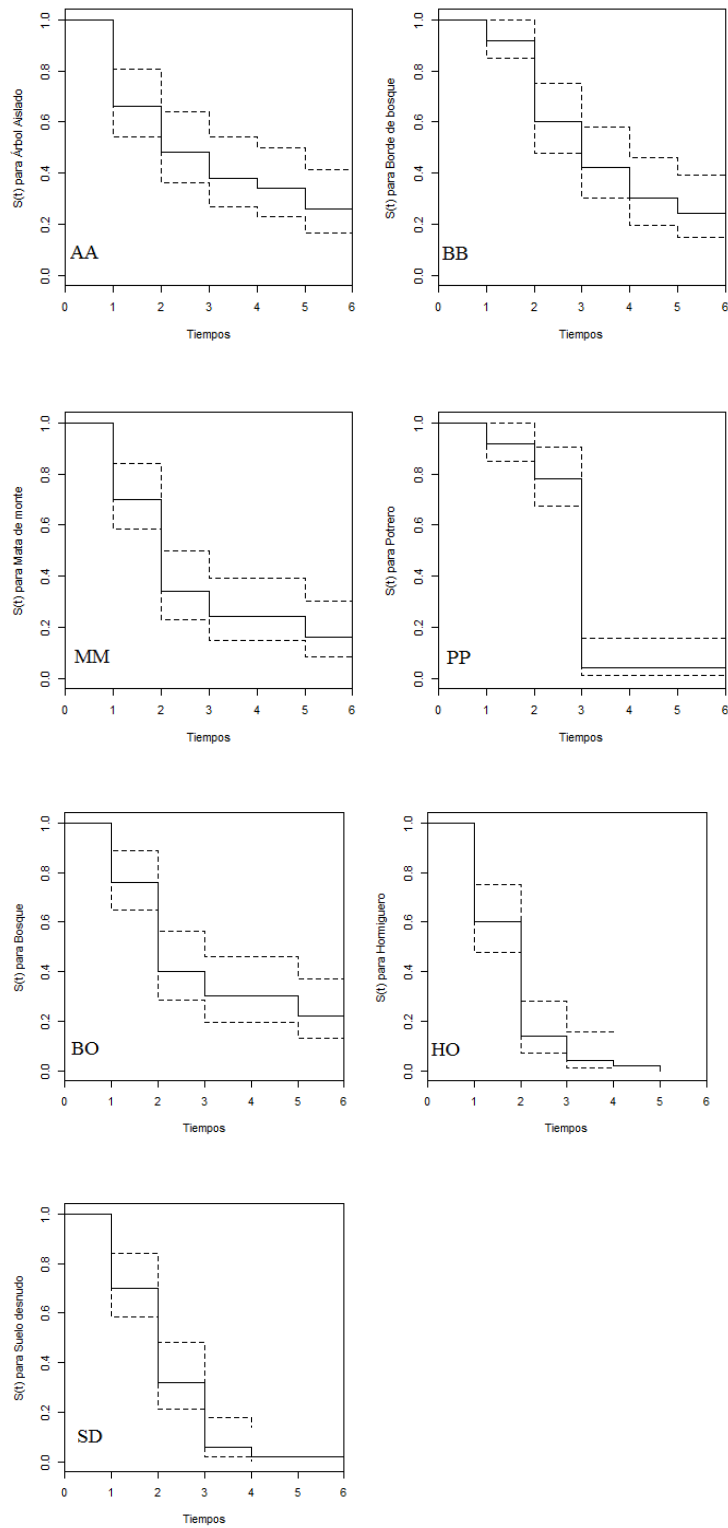 S(t) para Árbol Aislado
1.0
0.8
0.6
0.4
0.2
0.0
AA
0 1 2 3 4 5 6
Tiempos
S(t) para Borde de bosque
1.0
0.8
0.6
0.4
0.2
0.0
BB
0 1 2 3 4 5 6
Tiempos
S(t) para Mata de monte
1.0
0.8
0.6
0.4
0.2
0.0
MM
0 1 2 3 4 5 6
Tiempos
S(t) para Potrero
1.0
0.8
0.6
0.4
0.2
0.0
PP
0 1 2 3 4 5 6
Tiempos
S(t) para Bosque
1.0
0.8
0.6
0.4
0.2
0.0
BO
0 1 2 3 4 5 6
Tiempos
S(t) para Hormiguero
1.0
0.8
0.6
0.4
0.2
0.0
HO
0 1 2 3 4 5 6
Tiempos
S(t) para Suelo desnudo
1.0
0.8
0.6
0.4
0.2
0.0
SD
0 1 2 3 4 5 6
Tiempos